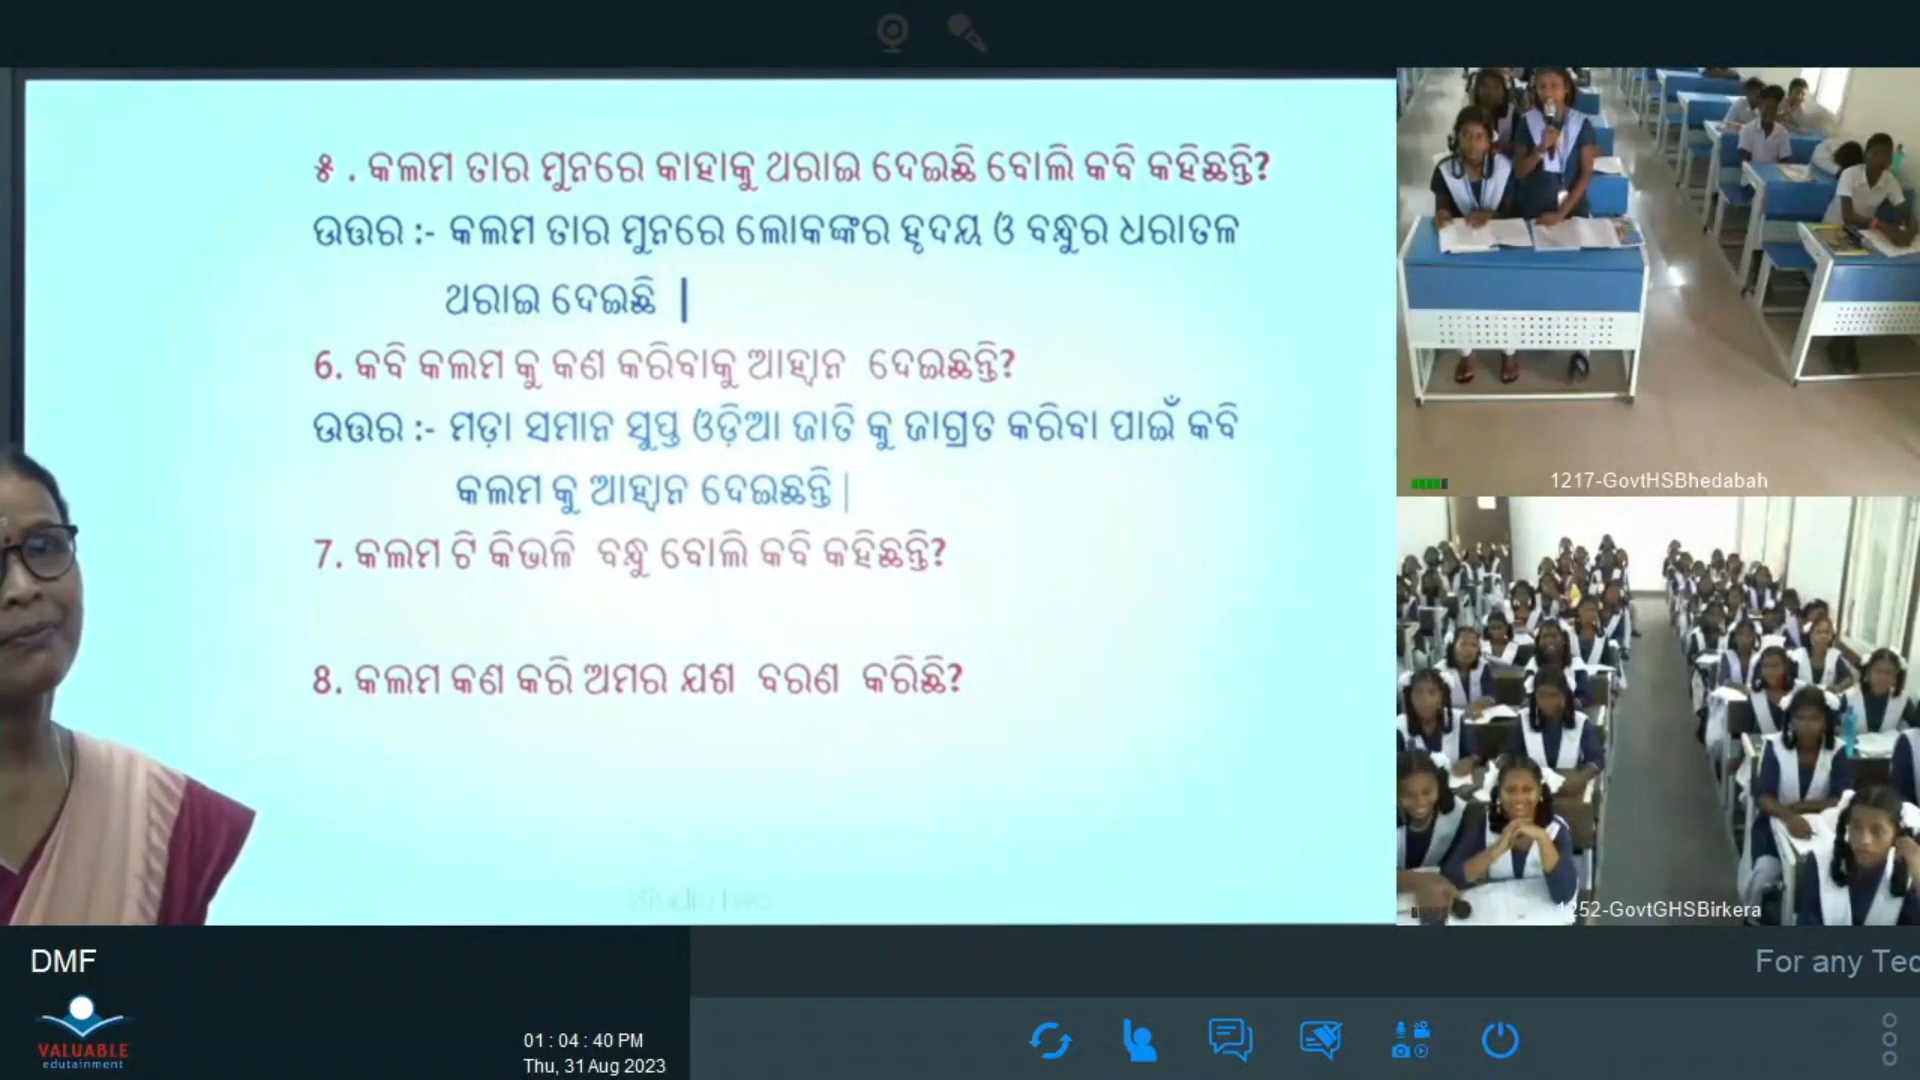 ୫ . କଲମ ତାର ମୁନରେ କାହାକୁ ଥରାଇ ଦେଇଛି ବୋଲି କବି କହିଛନ୍ତି?
ଉତ୍ତର :- କଲମ ତାର ମୁନରେ ଲୋକଙ୍କର ହୃଦୟ ଓ ବନ୍ଧୁର ଧରାତଳ
ଥରାଇ ଦେଇଛି |
6. କବି କଲମ କୁ କଣ କରିବାକୁ ଆହ୍ୱାନ ଦେଇଛନ୍ତି?
ଉତ୍ତର :- ମଡ଼ା ସମାନ ସୁପ୍ତ ଓଡ଼ିଆ ଜାତି କୁ ଜାଗ୍ରତ କରିବା ପାଇଁ କବି
କଲମ କୁ ଆହ୍ୱାନ ଦେଇଛନ୍ତି |
7. କଲମ ଟି କିଭଳି ବନ୍ଧୁ ବୋଲି କବି କହିଛନ୍ତି?
8. କଲମ କଣ କରି ଅମର ଯଶ ବରଣ କରିଛି?
1217-GovtHSBhedabah
1252-GovtGHSBirkera
DMF
For any Tec
VALUABLE
edutainment
01 : 04 : 40 PM
Thu, 31 Aug 2023